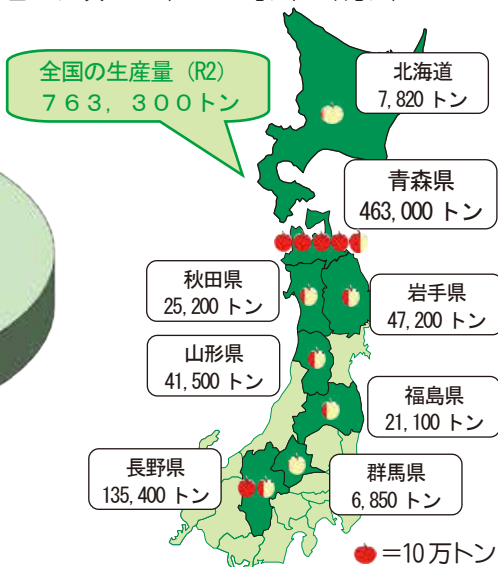 全国の生産量（R2）
７６３，３００トン
北海道
7,820 トン
青森県
463,000 トン
秋田県
25,200 トン
岩手県
47,200 トン
山形県
41,500 トン
福島県
21,100 トン
長野県
135,400 トン
群馬県
6,850 トン
＝10万トン